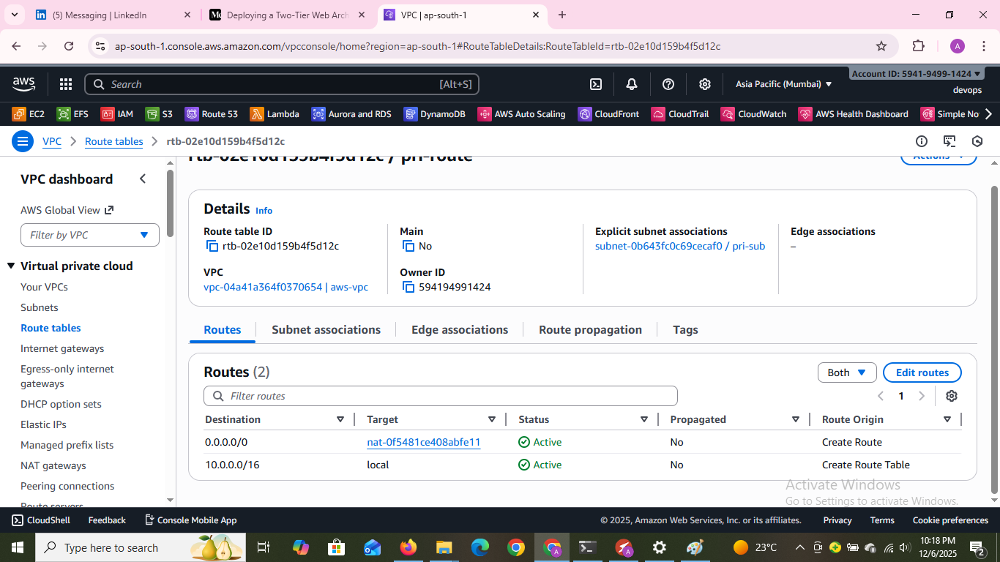 (5) Messaging | LinkedIn
Deploying a Two-Tier Web Arch
VPC | ap-south-1
ap-south-1.console.aws.amazon.com/vpcconsole/home?region=ap-south-1#RouteTableDetails:RouteTableId=rtb-02e10d159b4f5d12c
A
aws
Search [Alt+S]
Asia Pacific (Mumbai)
Account ID: 5941-9499-1424
devops
EC2 EFS IAM S3 Route 53 Lambda Aurora and RDS DynamoDB AWS Auto Scaling CloudFront CloudTrail CloudWatch AWS Health Dashboard Simple No
VPC Route tables rtb-02e10d159b4f5d12c
VPC dashboard
AWS Global View
Filter by VPC
Virtual private cloud
Your VPCs
Subnets
Route tables
Internet gateways
Egress-only internet
gateways
DHCP option sets
Elastic IPs
Managed prefix lists
NAT gateways
Peering connections
Route servers
rtb-02e10d159b4f5d12c / pri-route
Actions
Details Info
Route table ID
rtb-02e10d159b4f5d12c
Main
No
Explicit subnet associations
subnet-0b643fc0c69cecaf0 / pri-sub
Edge associations
–
VPC
vpc-04a41a364f0370654 | aws-vpc
Owner ID
594194991424
Routes Subnet associations Edge associations Route propagation Tags
Routes (2)
Both Edit routes
Filter routes
1
Destination Target Status Propagated Route Origin
0.0.0.0/0 nat-0f5481ce408abfe11 Active No Create Route
10.0.0.0/16 local Active No Create Route Table
Activate Windows
Go to Settings to activate Windows.
CloudShell Feedback Console Mobile App © 2025, Amazon Web Services, Inc. or its affiliates. Privacy Terms Cookie preferences
Type here to search
23°C
10:18 PM
12/6/2025
2